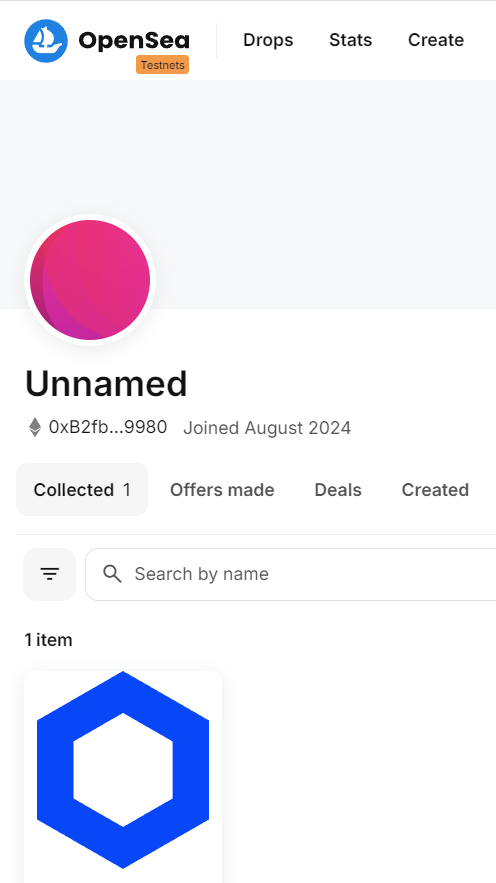 OpenSea
Testnets
Drops Stats Create
Unnamed
0xB2fb...9980 Joined August 2024
Collected 1 Offers made Deals Created
Search by name
1 item